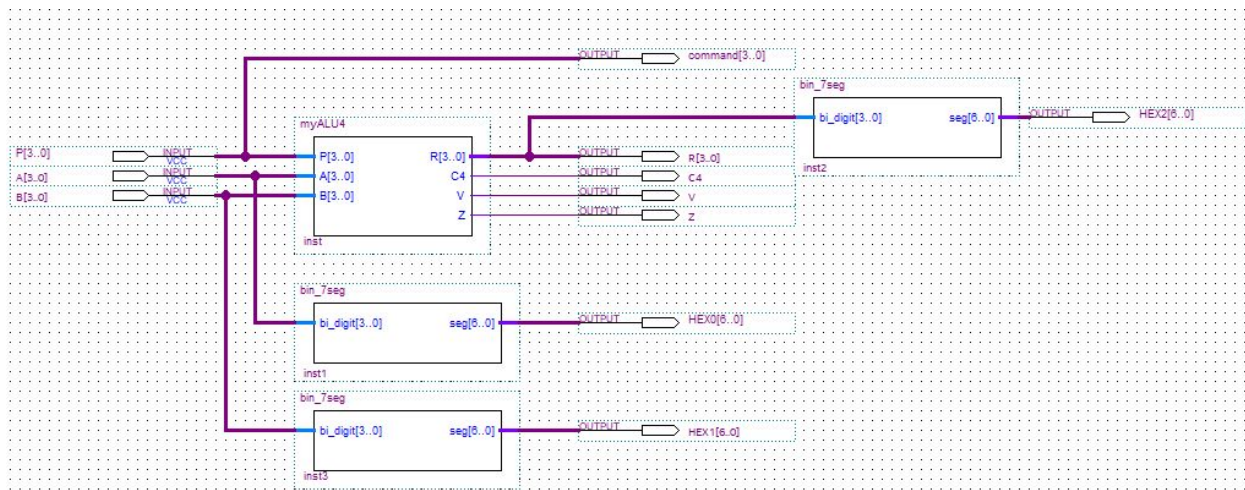 OUTPUT command[3..0]
bin_7seg
bi_digit[3..0] seg[6..0] OUTPUT HEX2[6..0]
inst2
myALU4
P[3..0] INPUT VCC P[3..0] R[3..0] OUTPUT R[3..0]
A[3..0] INPUT VCC A[3..0] C4 OUTPUT C4
B[3..0] INPUT VCC B[3..0] V OUTPUT V
Z OUTPUT Z
inst
bin_7seg
bi_digit[3..0] seg[6..0] OUTPUT HEX0[6..0]
inst1
bin_7seg
bi_digit[3..0] seg[6..0] OUTPUT HEX1[6..0]
inst3